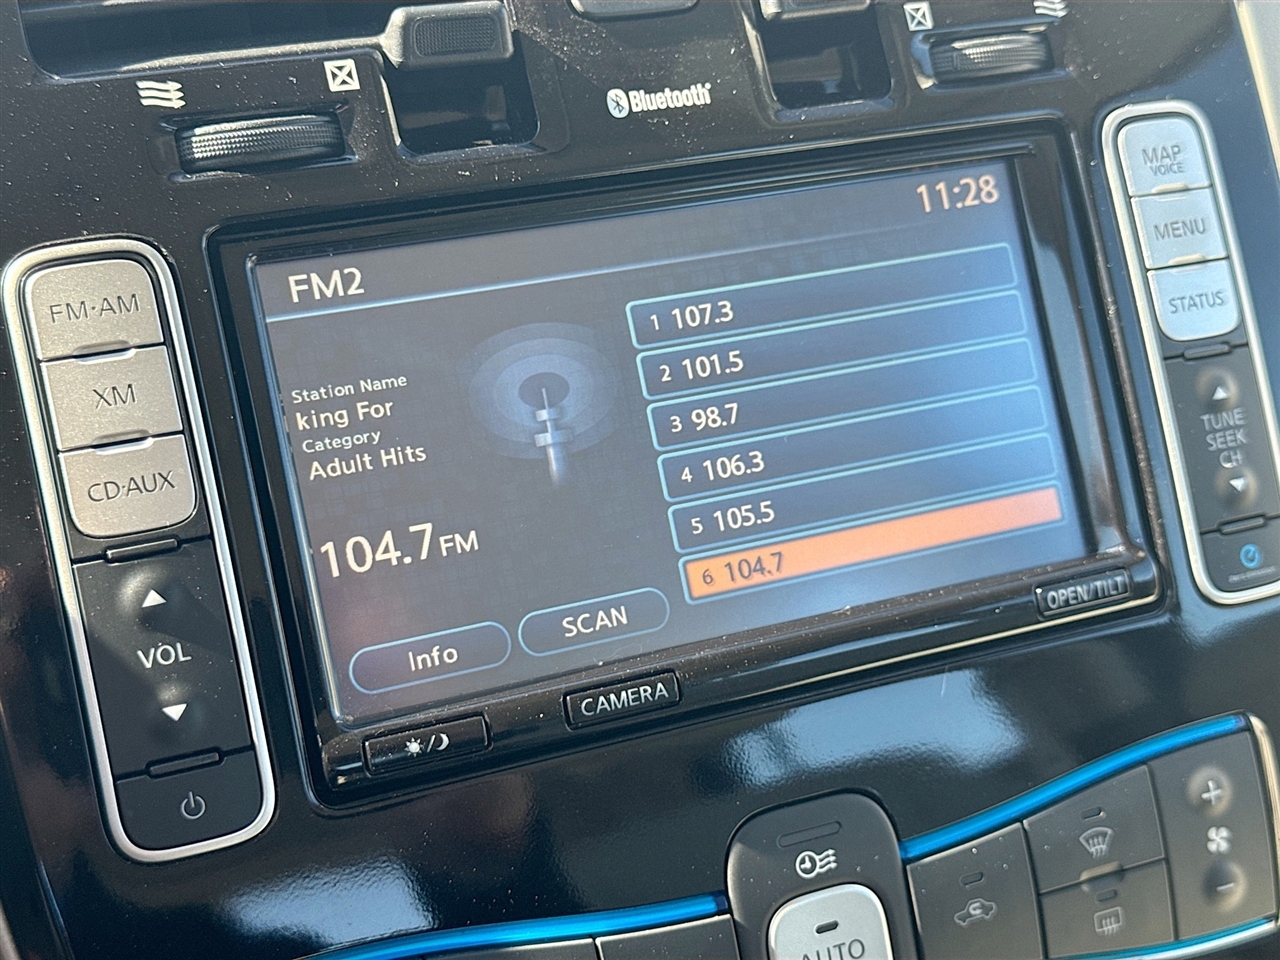 Bluetooth
MAP
VOICE
MENU
STATUS
TUNE
SEEK
CH
FM·AM
XM
CD·AUX
VOL
11:28
FM2
Station Name
king For
Category
Adult Hits
104.7 FM
1 107.3
2 101.5
3 98.7
4 106.3
5 105.5
6 104.7
Info
SCAN
OPEN/TILT
CAMERA
AUTO